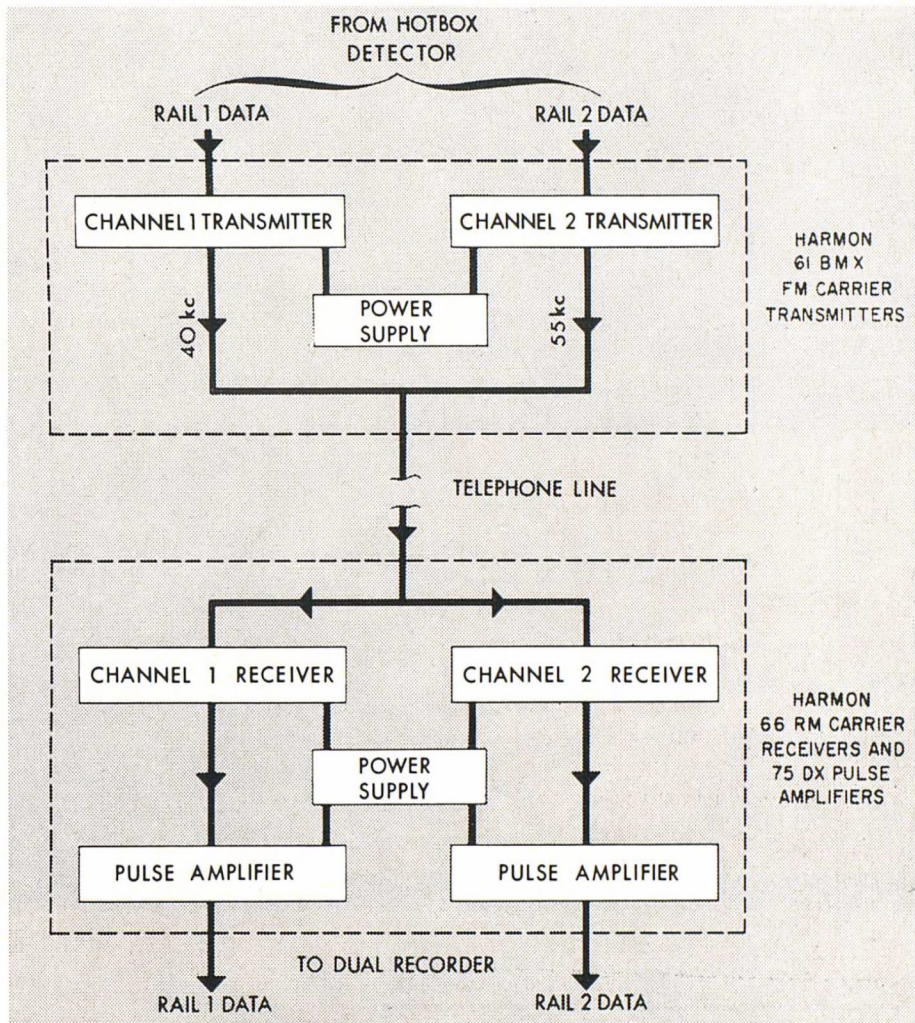 FROM HOTBOX
DETECTOR
RAIL 1 DATA
RAIL 2 DATA
CHANNEL 1 TRANSMITTER
CHANNEL 2 TRANSMITTER
POWER
SUPPLY
40 kc
55 kc
HARMON
61 BMX
FM CARRIER
TRANSMITTERS
TELEPHONE LINE
CHANNEL 1 RECEIVER
CHANNEL 2 RECEIVER
POWER
SUPPLY
HARMON
66 RM CARRIER
RECEIVERS AND
75 DX PULSE
AMPLIFIERS
PULSE AMPLIFIER
PULSE AMPLIFIER
TO DUAL RECORDER
RAIL 1 DATA
RAIL 2 DATA